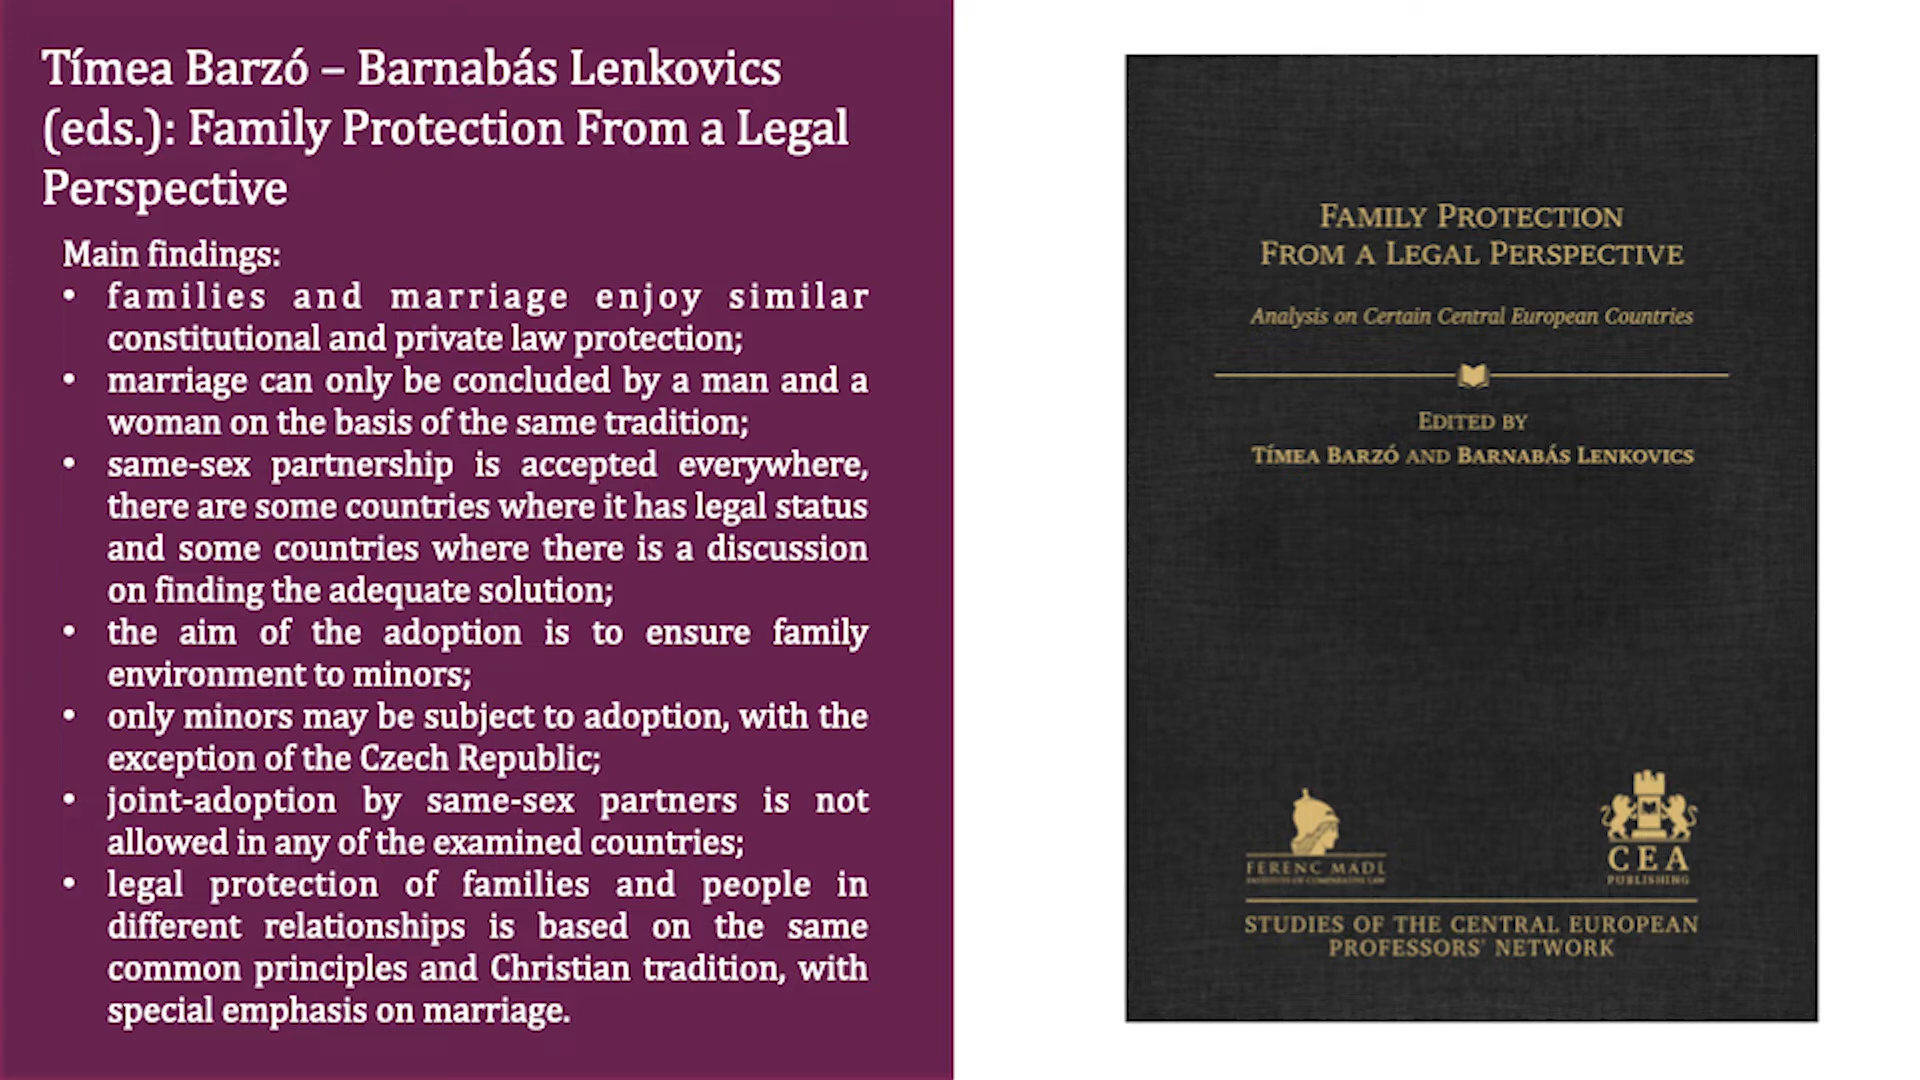 Tímea Barzó – Barnabás Lenkovics
(eds.): Family Protection From a Legal
Perspective
Main findings:
• families and marriage enjoy similar
constitutional and private law protection;
• marriage can only be concluded by a man and a
woman on the basis of the same tradition;
• same-sex partnership is accepted everywhere,
there are some countries where it has legal status
and some countries where there is a discussion
on finding the adequate solution;
• the aim of the adoption is to ensure family
environment to minors;
• only minors may be subject to adoption, with the
exception of the Czech Republic;
• joint-adoption by same-sex partners is not
allowed in any of the examined countries;
• legal protection of families and people in
different relationships is based on the same
common principles and Christian tradition, with
special emphasis on marriage.
FAMILY PROTECTION
FROM A LEGAL PERSPECTIVE
Analysis on Certain Central European Countries
EDITED BY
TÍMEA BARZÓ AND BARNABÁS LENKOVICS
FERENC MÁDL
INSTITUTE OF COMPARATIVE LAW
CEA
PUBLISHING
STUDIES OF THE CENTRAL EUROPEAN
PROFESSORS' NETWORK